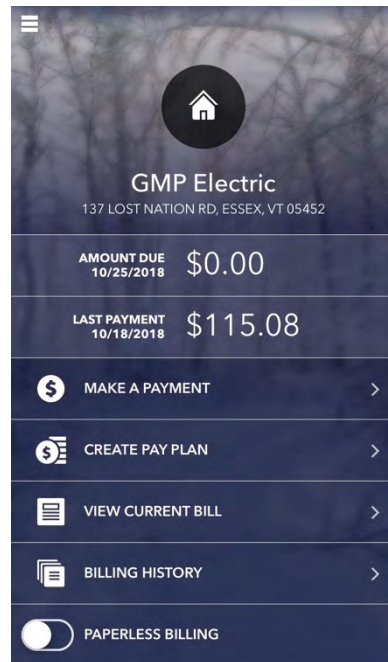 GMP Electric
137 LOST NATION RD, ESSEX, VT 05452
AMOUNT DUE
10/25/2018
$0.00
LAST PAYMENT
10/18/2018
$115.08
MAKE A PAYMENT
CREATE PAY PLAN
VIEW CURRENT BILL
BILLING HISTORY
PAPERLESS BILLING